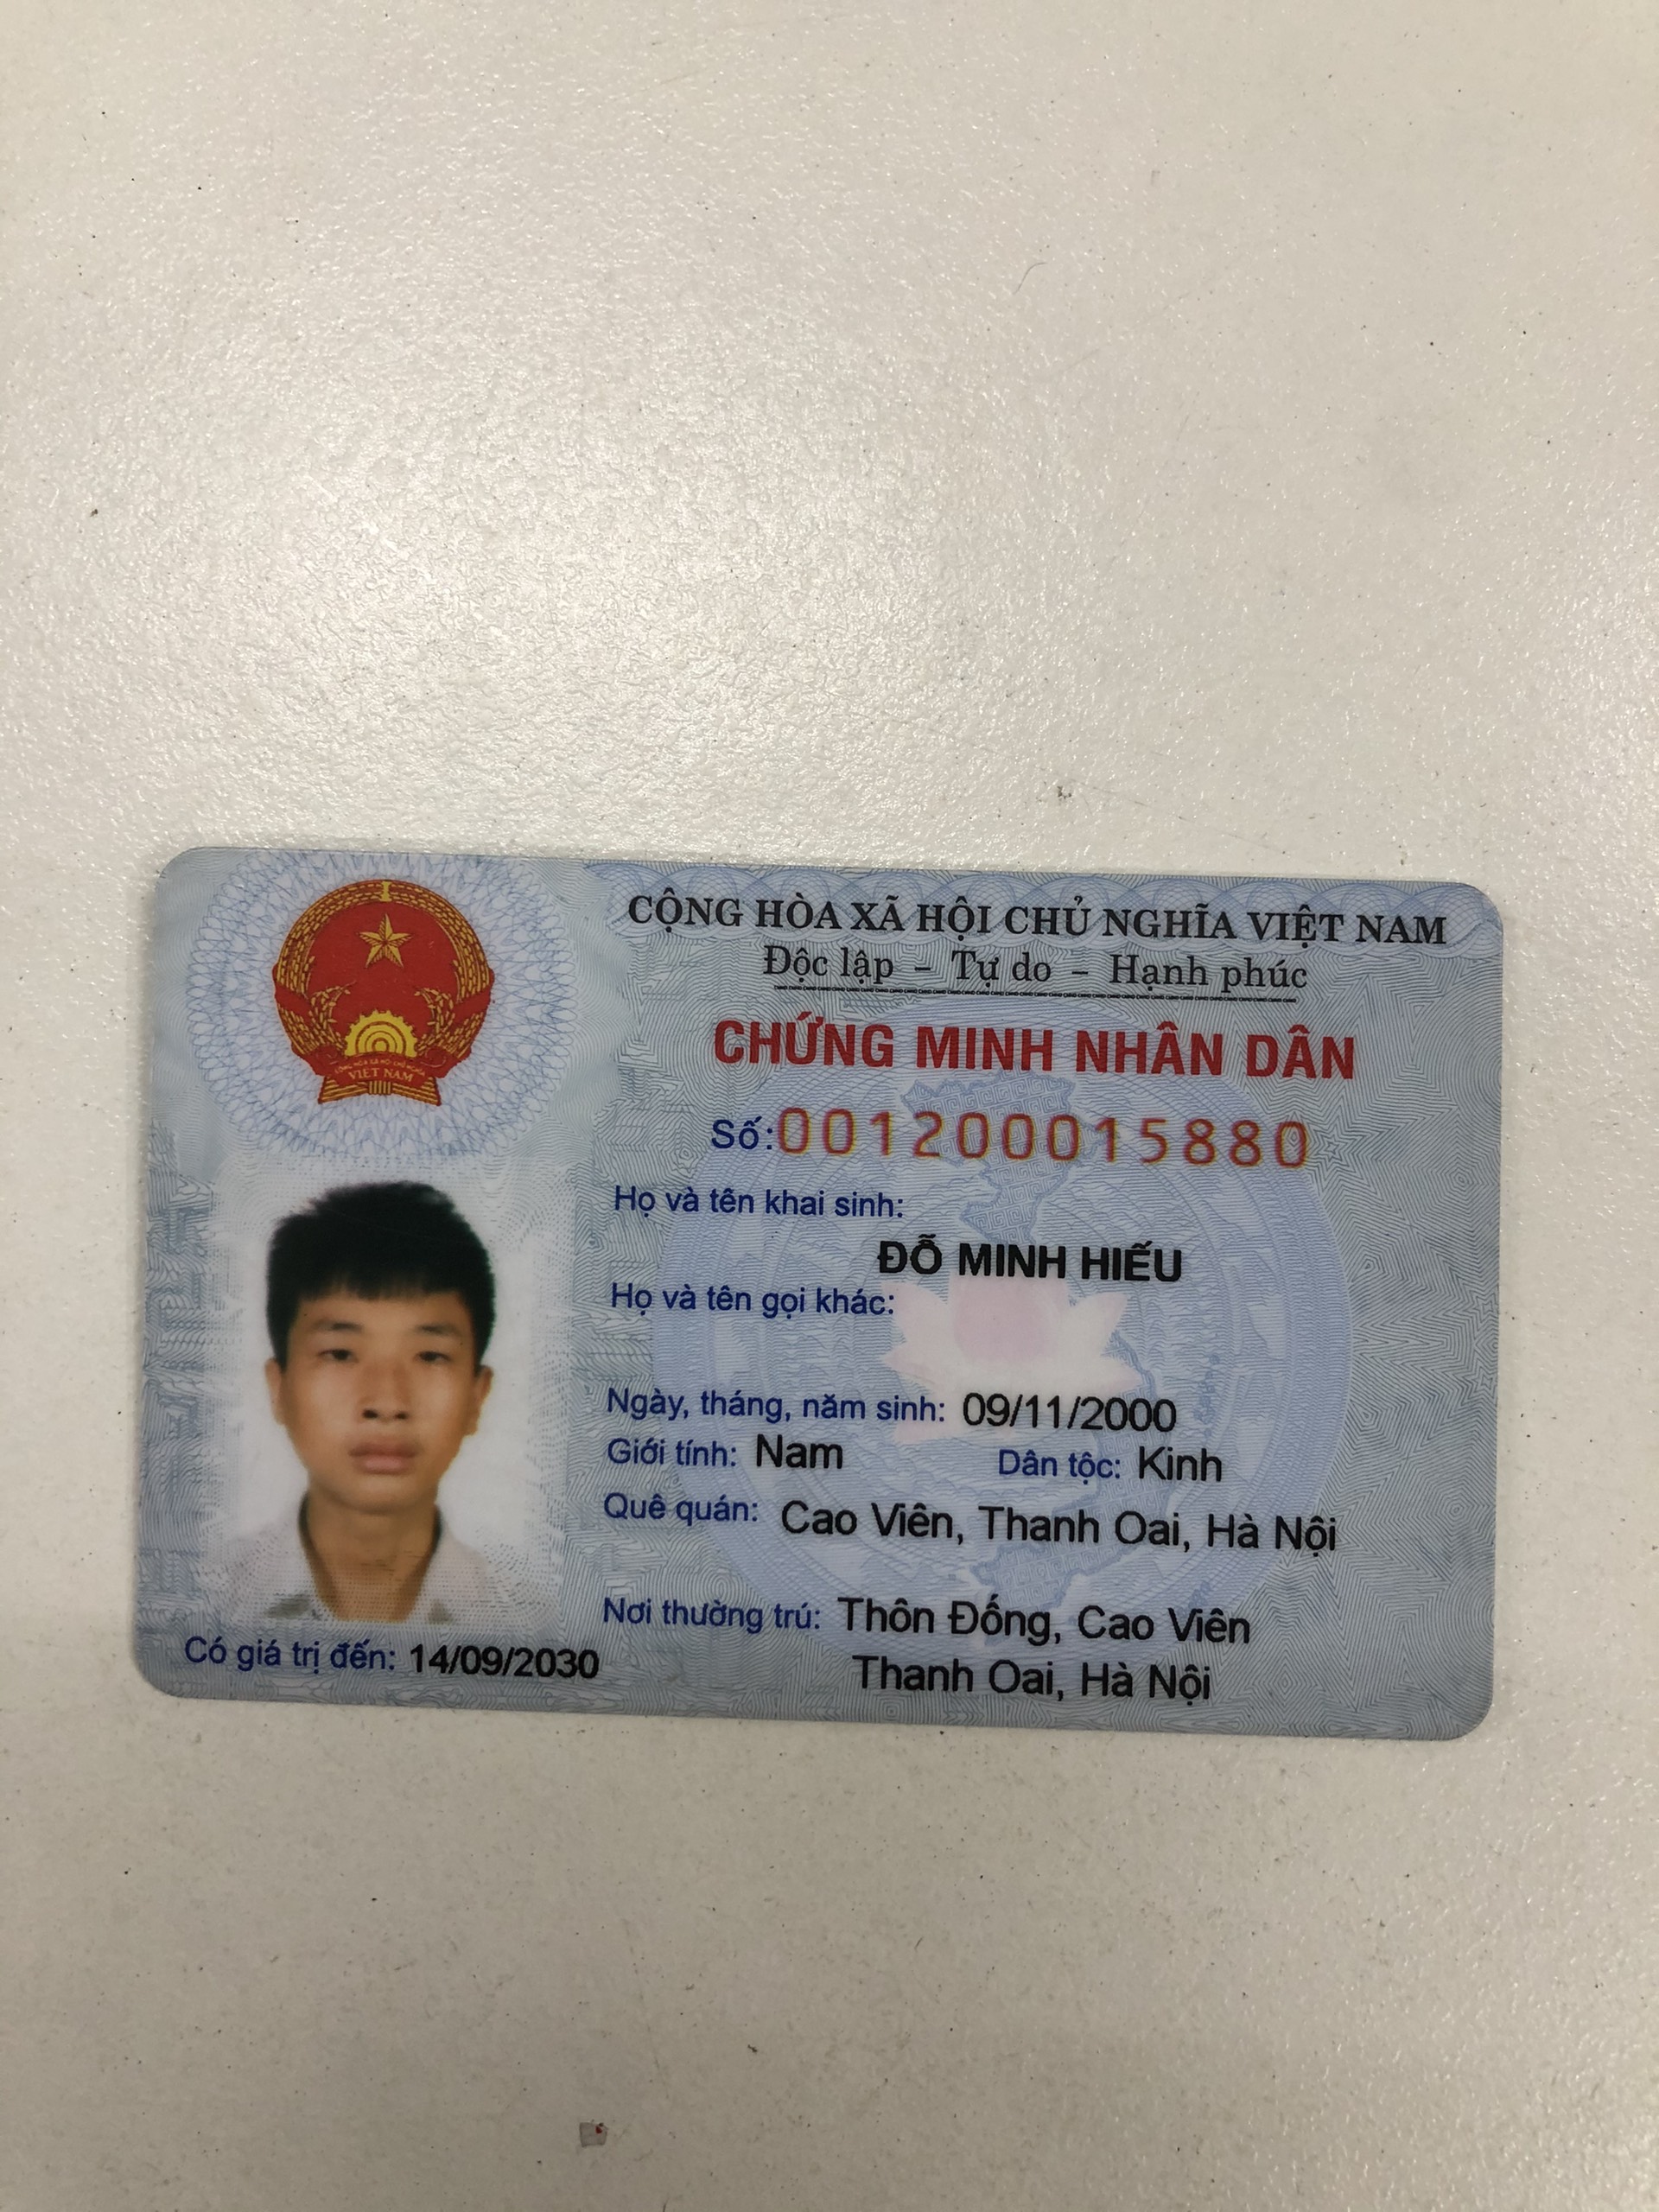 CỘNG HÒA XÃ HỘI CHỦ NGHĨA VIỆT NAM
Độc lập – Tự do – Hạnh phúc
CHỨNG MINH NHÂN DÂN
Số: 001200015880
Họ và tên khai sinh:
ĐỖ MINH HIẾU
Họ và tên gọi khác:
Ngày, tháng, năm sinh: 09/11/2000
Giới tính: Nam Dân tộc: Kinh
Quê quán: Cao Viên, Thanh Oai, Hà Nội
Nơi thường trú: Thôn Đống, Cao Viên
Thanh Oai, Hà Nội
Có giá trị đến: 14/09/2030
CỘNG HÒA XÃ HỘI CHỦ NGHĨA
VIỆT NAM